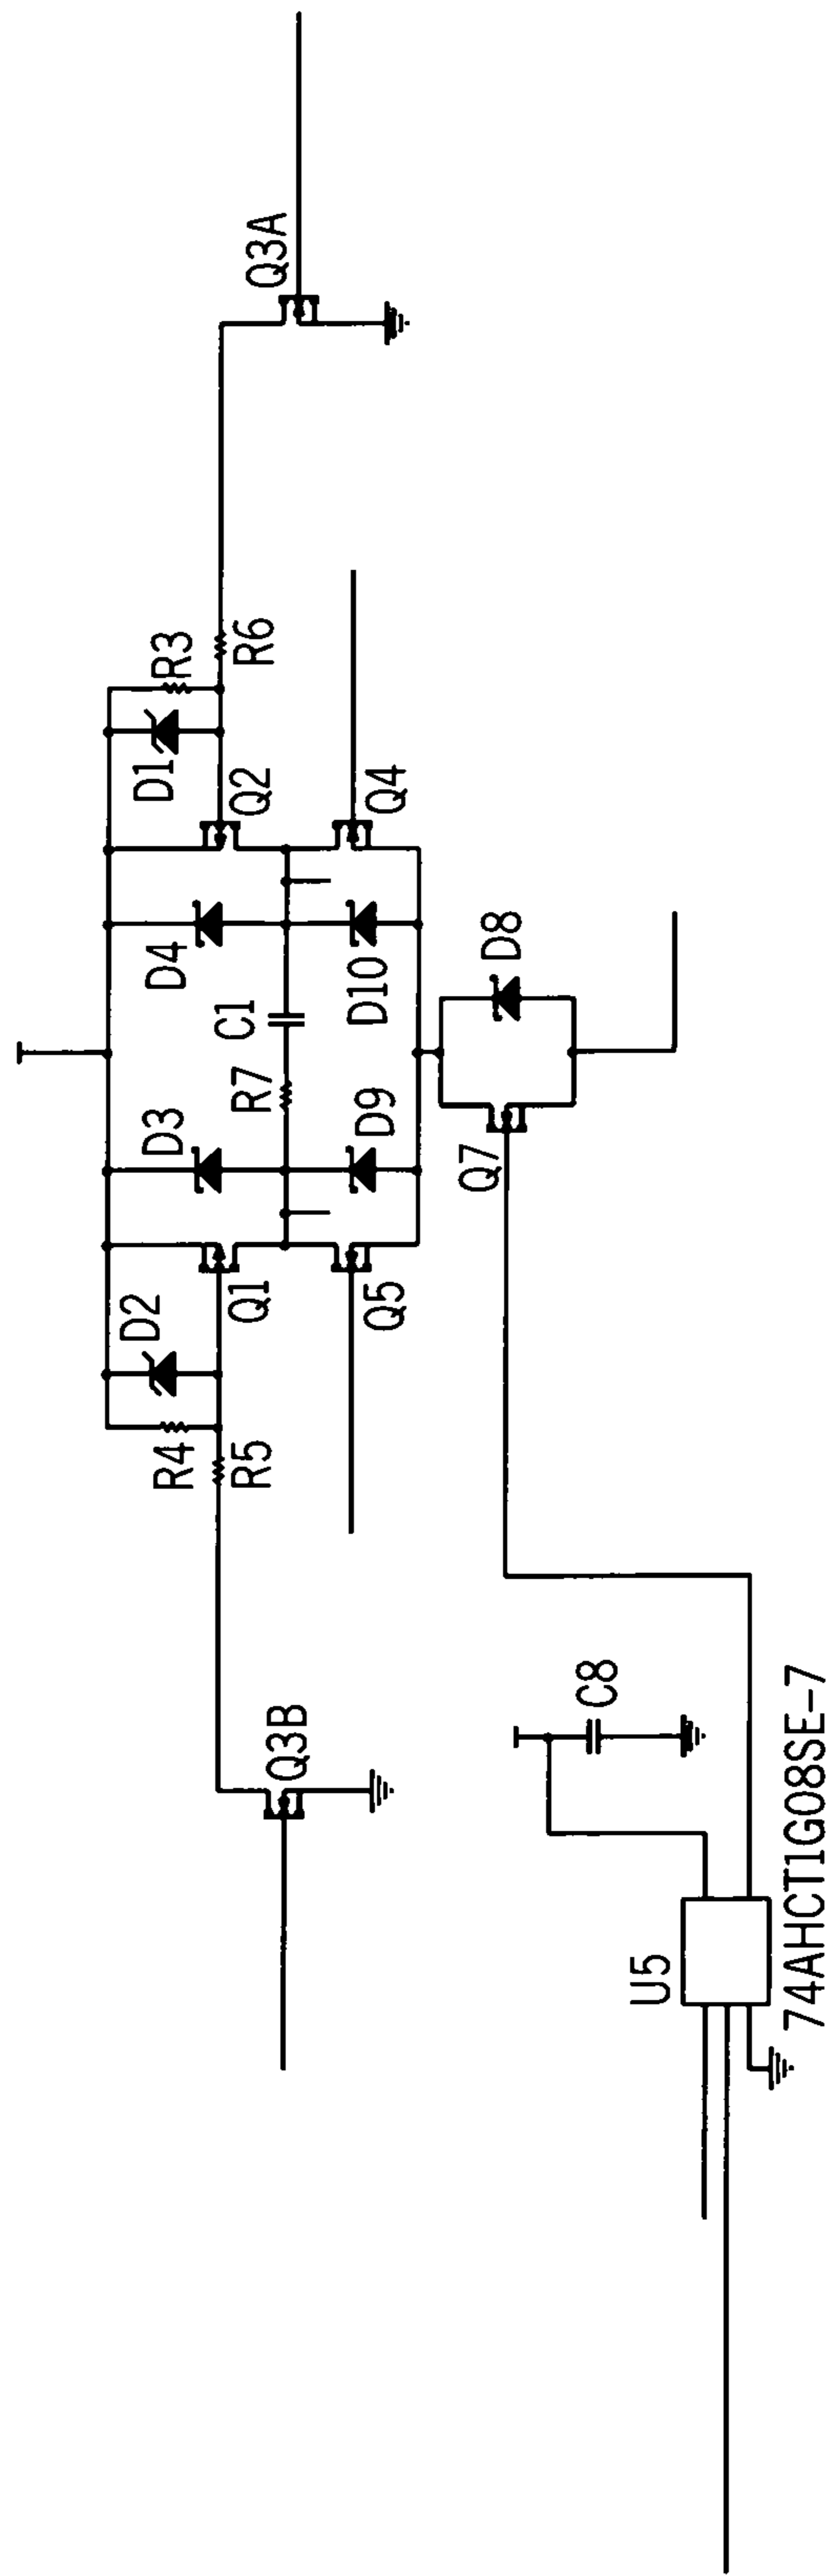 Q3A
R3
R6
D1
Q2
Q4
D4
D10
D8
C1
R7
D3
D9
Q7
Q1
Q5
D2
R4
R5
Q3B
C8
U5
74AHCT1G08SE-7